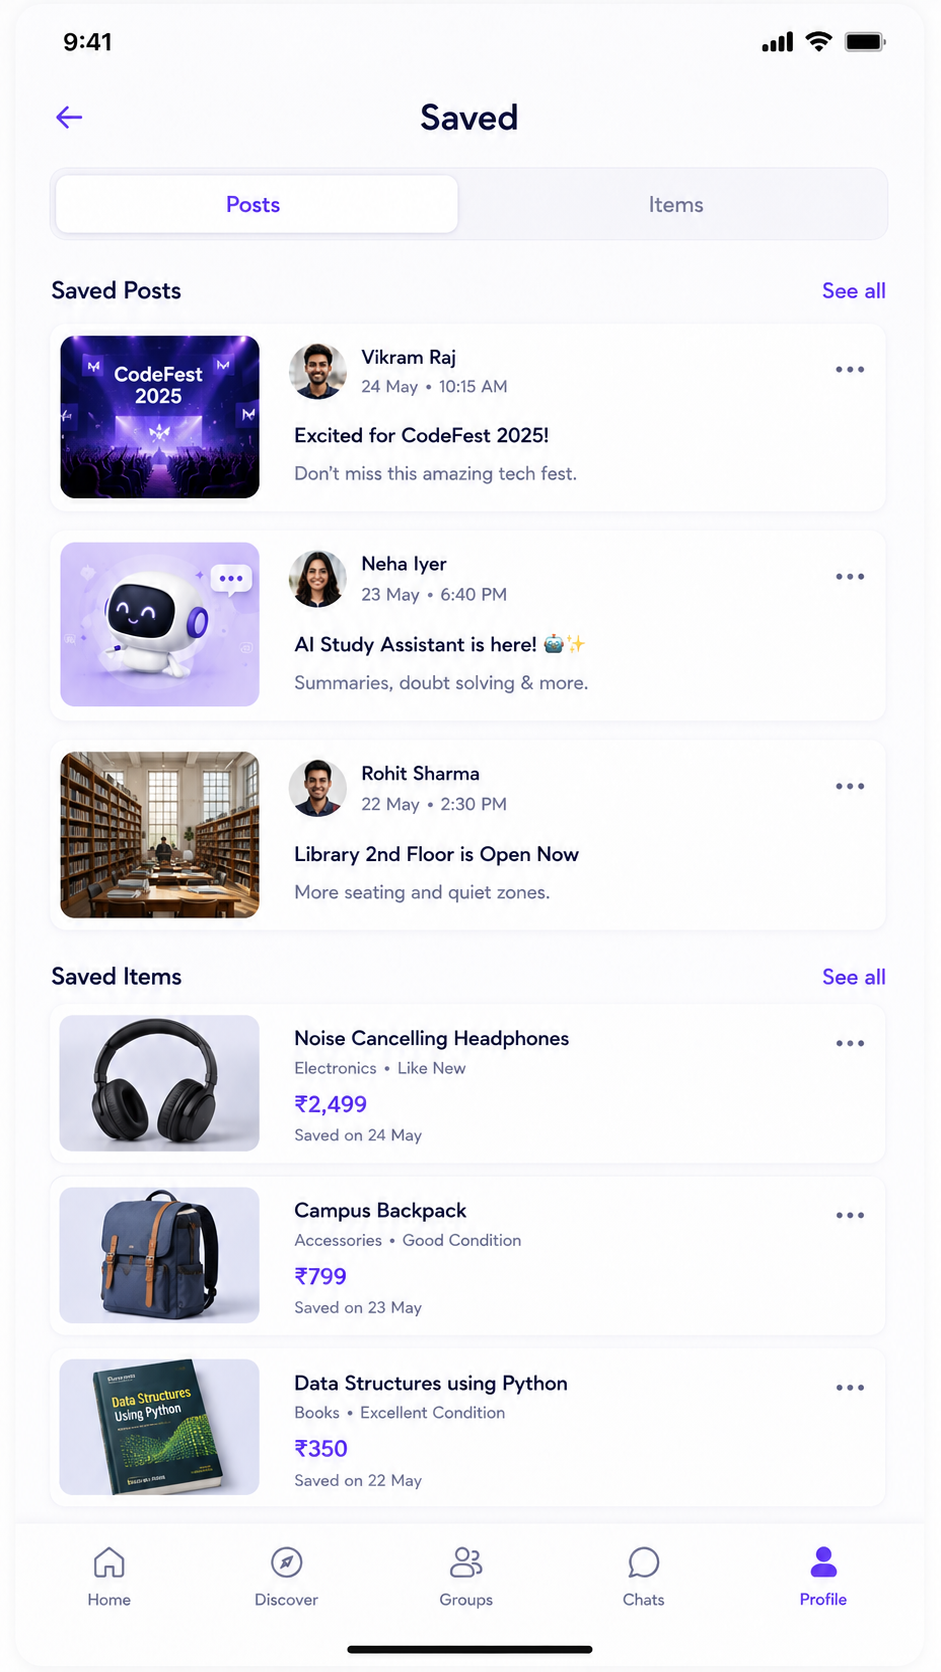 9:41
Saved
Posts
Items
Saved Posts
See all
CodeFest
2025
Vikram Raj
24 May • 10:15 AM
Excited for CodeFest 2025!
Don't miss this amazing tech fest.
Neha Iyer
23 May • 6:40 PM
AI Study Assistant is here! 🤖✨
Summaries, doubt solving & more.
Rohit Sharma
22 May • 2:30 PM
Library 2nd Floor is Open Now
More seating and quiet zones.
Saved Items
See all
Noise Cancelling Headphones
Electronics • Like New
₹2,499
Saved on 24 May
Campus Backpack
Accessories • Good Condition
₹799
Saved on 23 May
Data Structures
Using Python
Data Structures using Python
Books • Excellent Condition
₹350
Saved on 22 May
Home
Discover
Groups
Chats
Profile